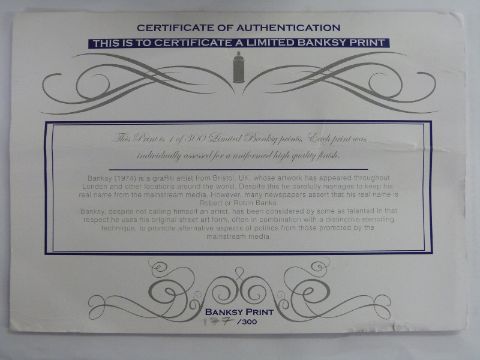 CERTIFICATE OF AUTHENTICATION
THIS IS TO CERTIFICATE A LIMITED BANKSY PRINT
This Print is 1 of 300 Limited Banksy prints. Each print was
individually assessed for a uniformed high quality finish.
Banksy (1974) is a graffiti artist from Bristol, UK, whose artwork has appeared throughout
London and other locations around the world. Despite this he carefully manages to keep his
real name from the mainstream media. However, many newspapers assert that his real name is
Robert or Robin Banks.
Banksy, despite not calling himself an artist, has been considered by some as talented in that
respect; he uses his original street art form, often in combination with a distinctive stencilling
technique, to promote alternative aspects of politics from those promoted by the
mainstream media.
BANKSY PRINT
/300